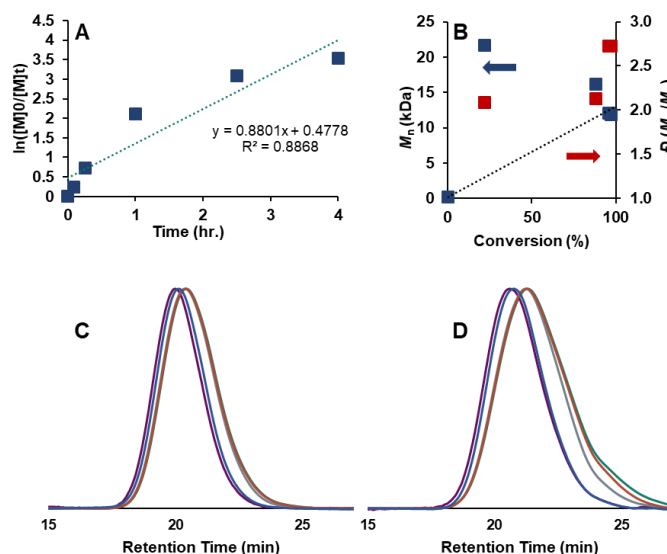 A
ln([M]0/[M]t)
4.5
4
3.5
3
2.5
2
1.5
1
0.5
0
y = 0.8801x + 0.4778
R² = 0.8868
0 1 2 3 4
Time (hr.)
B
Mn (kDa)
25
20
15
10
5
0
3.0
2.5
2.0
1.5
1.0
0 50 100
Conversion (%)
C
15 20 25
Retention Time (min)
D
15 20 25
Retention Time (min)